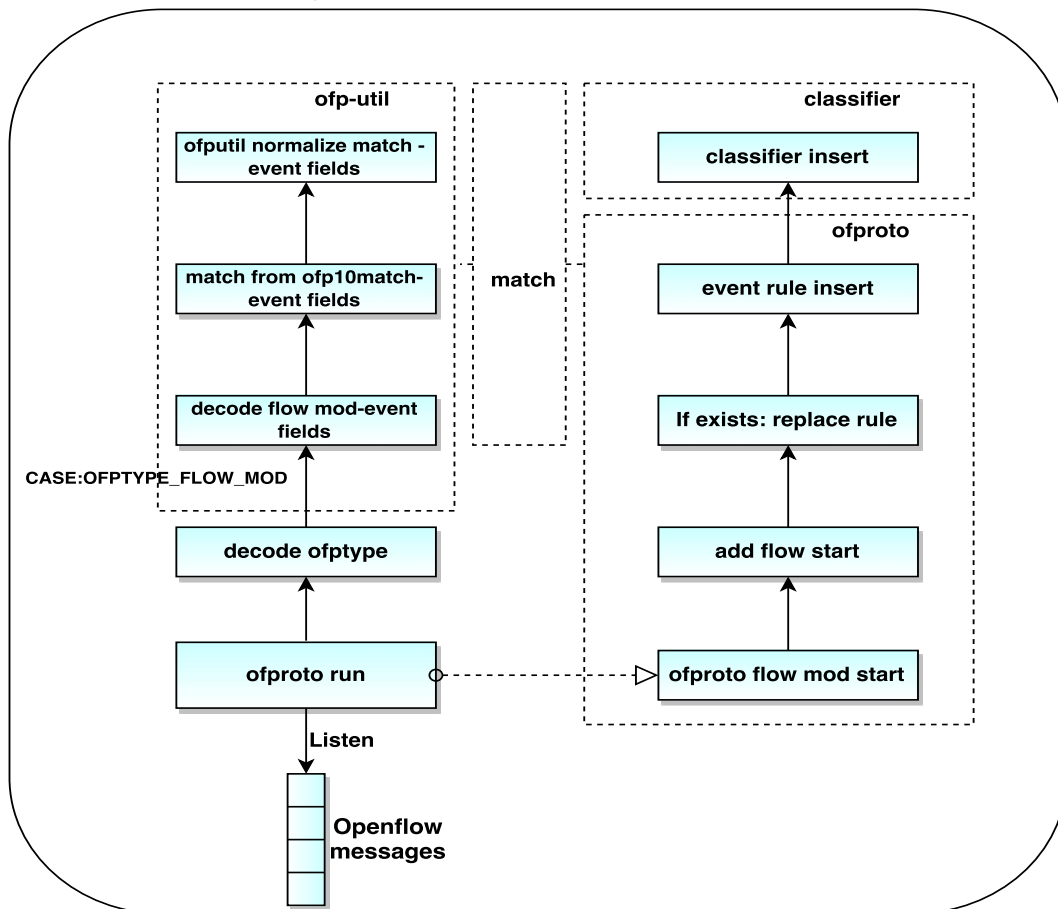 ofp-util
ofputil normalize match -
event fields
match from ofp10match-
event fields
decode flow mod-event
fields
CASE:OFPTYPE_FLOW_MOD
decode ofptype
ofproto run
Listen
Openflow
messages
match
classifier
classifier insert
ofproto
event rule insert
If exists: replace rule
add flow start
ofproto flow mod start